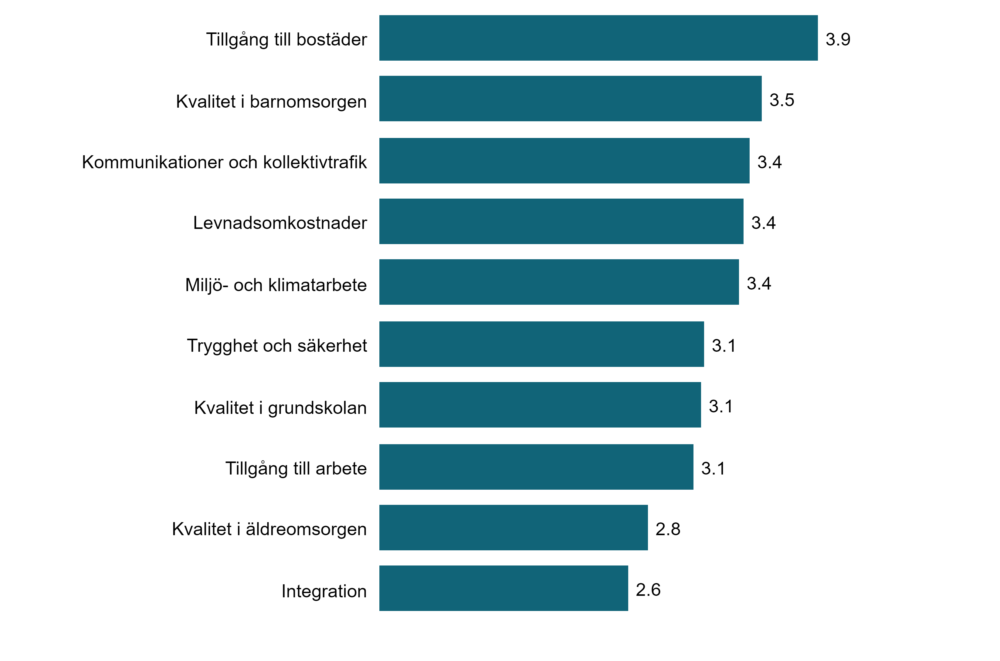 Tillgång till bostäder 3.9
Kvalitet i barnomsorgen 3.5
Kommunikationer och kollektivtrafik 3.4
Levnadsomkostnader 3.4
Miljö- och klimatarbete 3.4
Trygghet och säkerhet 3.1
Kvalitet i grundskolan 3.1
Tillgång till arbete 3.1
Kvalitet i äldreomsorgen 2.8
Integration 2.6